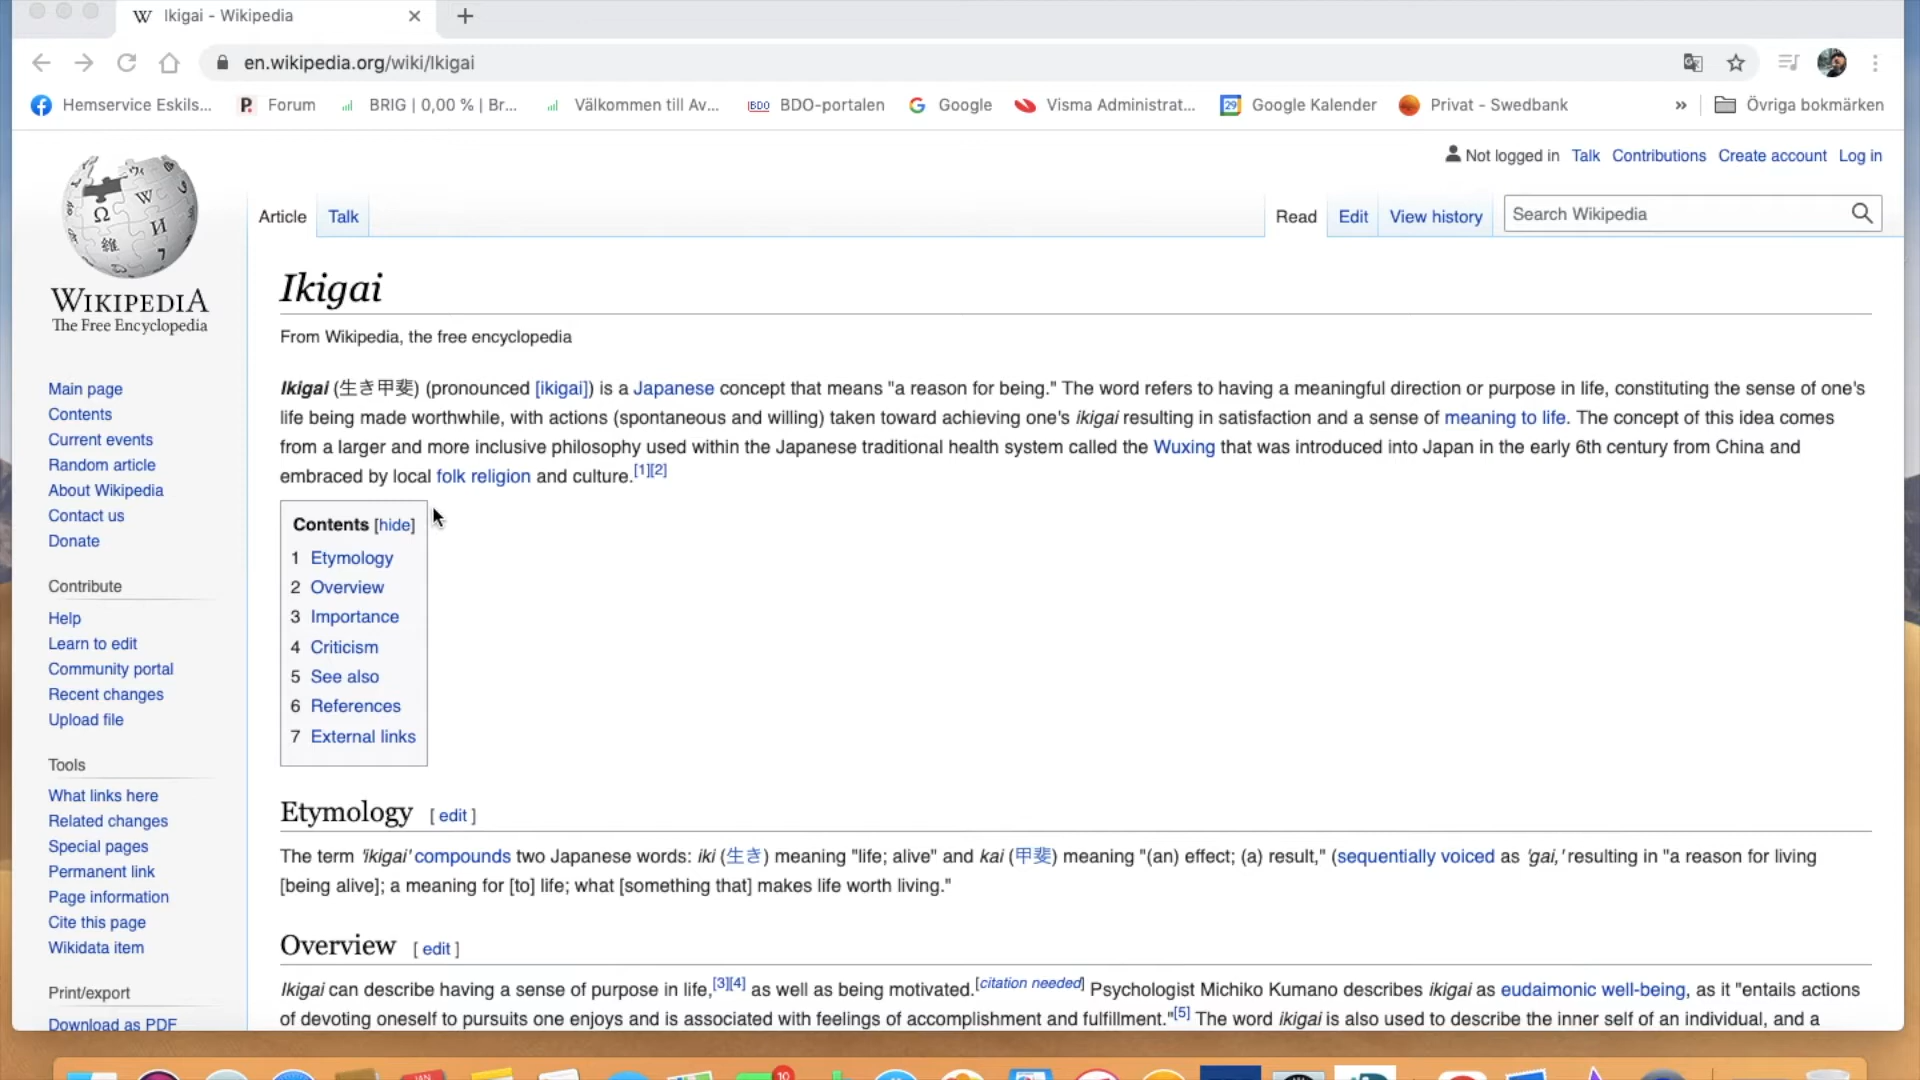 Ikigai - Wikipedia
en.wikipedia.org/wiki/Ikigai
Hemservice Eskils... Forum BRIG | 0,00 % | Br... Välkommen till Av... BDO BDO-portalen Google Visma Administrat... 29 Google Kalender Privat - Swedbank » Övriga bokmärken
Not logged in Talk Contributions Create account Log in
Article Talk Read Edit View history Search Wikipedia
WIKIPEDIA
The Free Encyclopedia
Main page
Contents
Current events
Random article
About Wikipedia
Contact us
Donate
Contribute
Help
Learn to edit
Community portal
Recent changes
Upload file
Tools
What links here
Related changes
Special pages
Permanent link
Page information
Cite this page
Wikidata item
Print/export
Download as PDF
Ikigai
From Wikipedia, the free encyclopedia
Ikigai (生き甲斐) (pronounced [ikigai]) is a Japanese concept that means "a reason for being." The word refers to having a meaningful direction or purpose in life, constituting the sense of one's
life being made worthwhile, with actions (spontaneous and willing) taken toward achieving one's ikigai resulting in satisfaction and a sense of meaning to life. The concept of this idea comes
from a larger and more inclusive philosophy used within the Japanese traditional health system called the Wuxing that was introduced into Japan in the early 6th century from China and
embraced by local folk religion and culture.[1][2]
Contents [hide]
1 Etymology
2 Overview
3 Importance
4 Criticism
5 See also
6 References
7 External links
Etymology [ edit ]
The term 'ikigai' compounds two Japanese words: iki (生き) meaning "life; alive" and kai (甲斐) meaning "(an) effect; (a) result," (sequentially voiced as 'gai,' resulting in "a reason for living
[being alive]; a meaning for [to] life; what [something that] makes life worth living."
Overview [ edit ]
Ikigai can describe having a sense of purpose in life,[3][4] as well as being motivated.[citation needed] Psychologist Michiko Kumano describes ikigai as eudaimonic well-being, as it "entails actions
of devoting oneself to pursuits one enjoys and is associated with feelings of accomplishment and fulfillment."[5] The word ikigai is also used to describe the inner self of an individual, and a
JAN 10